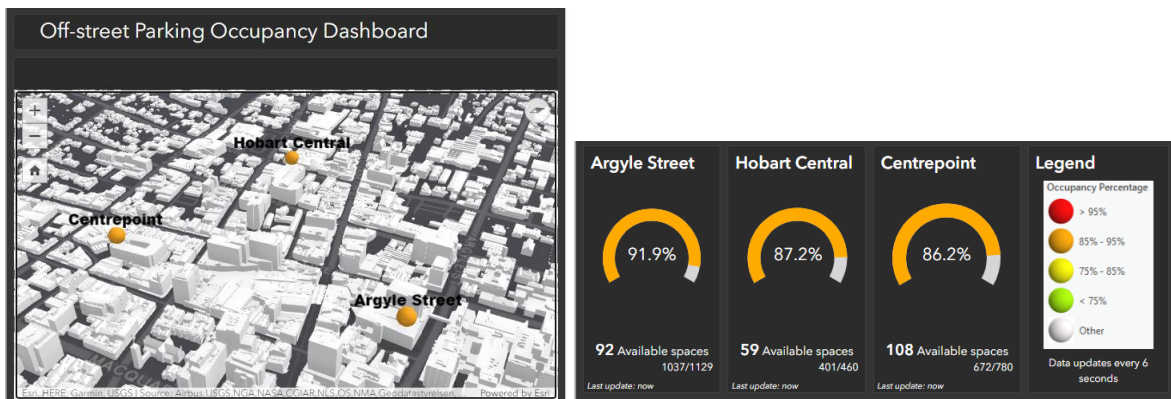 Off-street Parking Occupancy Dashboard
+
−
Hobart Central
Centrepoint
Argyle Street
Esri, HERE, Garmin, USGS | Source: Airbus,USGS,NGA,NASA,CGIAR,NLS,OS,NMA,Geodatastyrelsen,...
Powered by Esri
Argyle Street
91.9%
92 Available spaces
1037/1129
Last update: now
Hobart Central
87.2%
59 Available spaces
401/460
Last update: now
Centrepoint
86.2%
108 Available spaces
672/780
Last update: now
Legend
Occupancy Percentage
> 95%
85% - 95%
75% - 85%
< 75%
Other
Data updates every 6
seconds